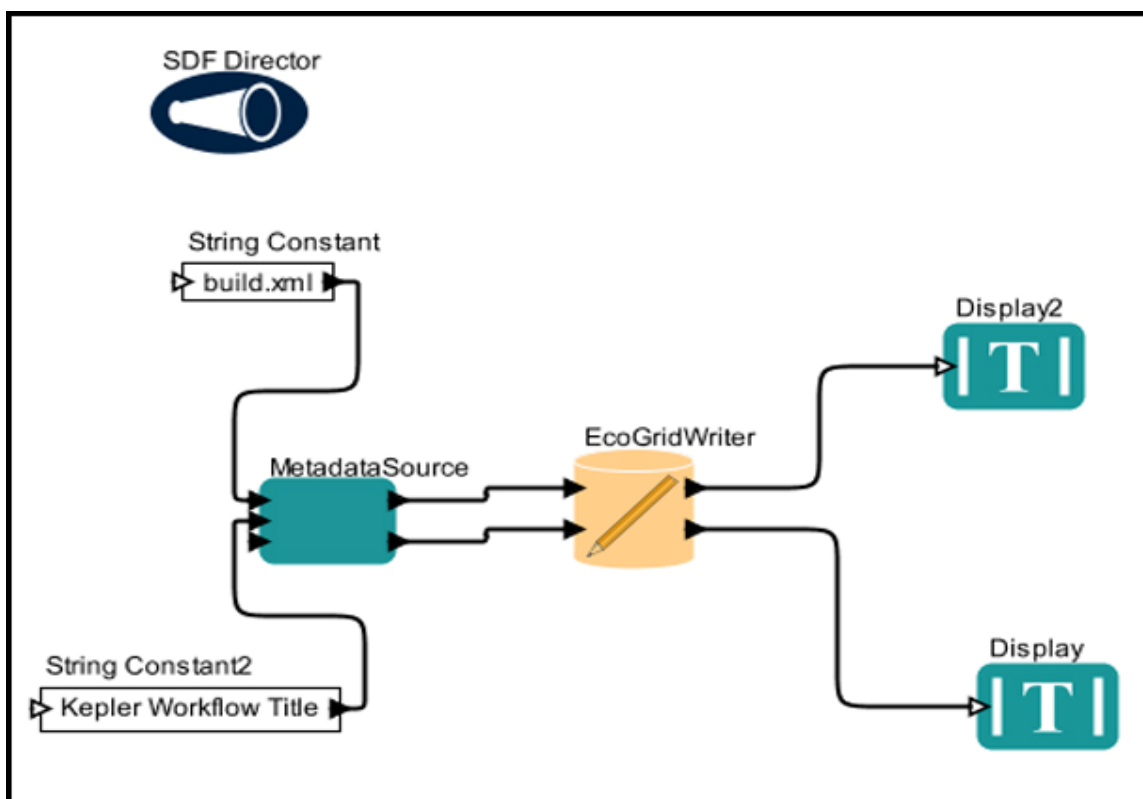 SDF Director
String Constant
build.xml
Display2
T
EcoGridWriter
MetadataSource
String Constant2
Kepler Workflow Title
Display
T